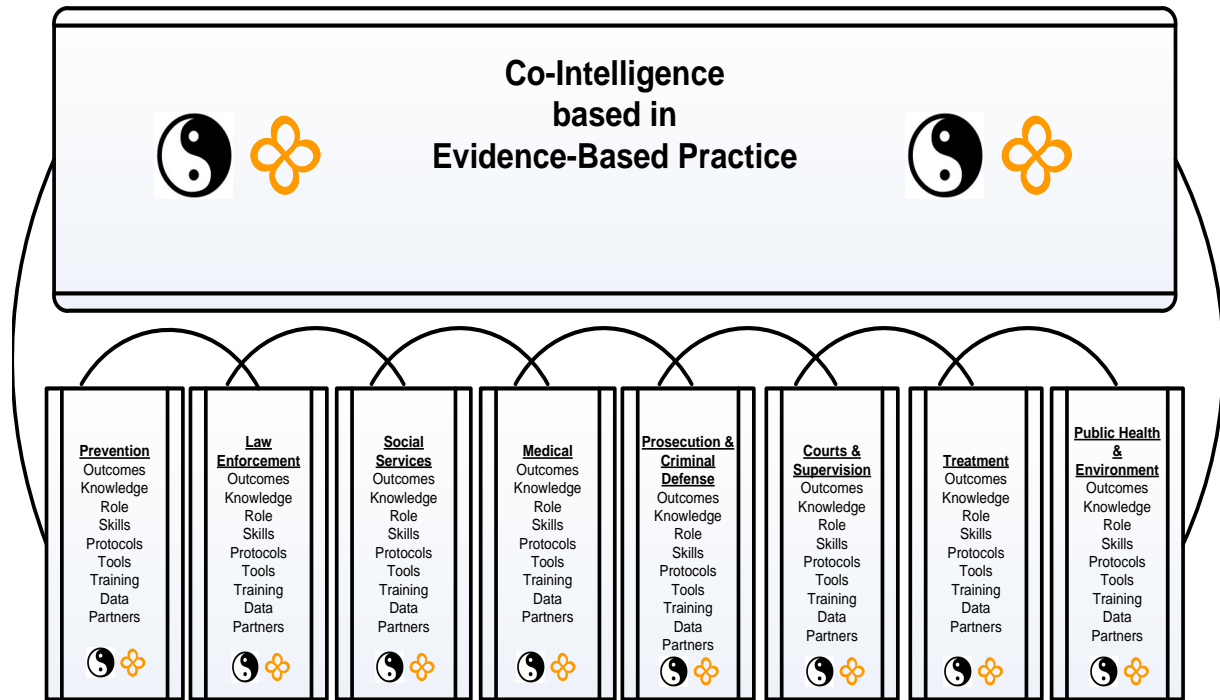 Co-Intelligence
based in
Evidence-Based Practice
Prevention
Outcomes
Knowledge
Role
Skills
Protocols
Tools
Training
Data
Partners
Law
Enforcement
Outcomes
Knowledge
Role
Skills
Protocols
Tools
Training
Data
Partners
Social
Services
Outcomes
Knowledge
Role
Skills
Protocols
Tools
Training
Data
Partners
Medical
Outcomes
Knowledge
Role
Skills
Protocols
Tools
Training
Data
Partners
Prosecution &
Criminal
Defense
Outcomes
Knowledge
Role
Skills
Protocols
Tools
Training
Data
Partners
Courts &
Supervision
Outcomes
Knowledge
Role
Skills
Protocols
Tools
Training
Data
Partners
Treatment
Outcomes
Knowledge
Role
Skills
Protocols
Tools
Training
Data
Partners
Public Health
&
Environment
Outcomes
Knowledge
Role
Skills
Protocols
Tools
Training
Data
Partners